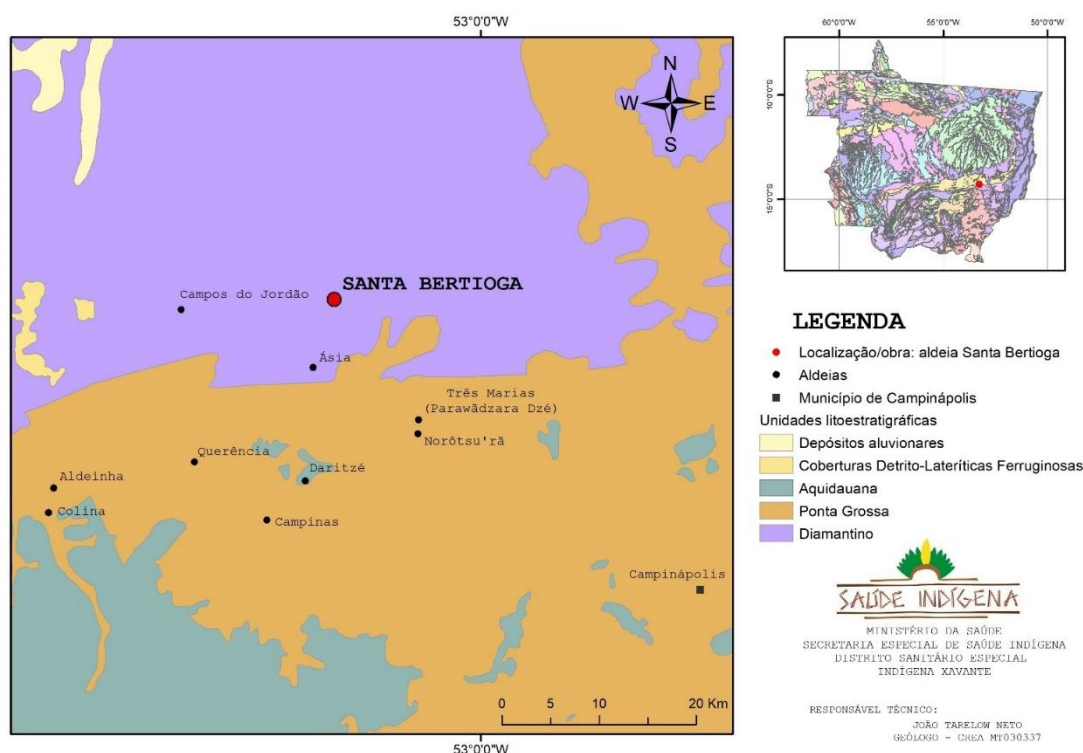 53°0'0"W
N
W E
S
Campos do Jordão
SANTA BERTIOGA
Ásia
Três Marias
(Parawãdzara Dzé)
Norôtsu'rã
Querência
Daritzé
Aldeinha
Colina
Campinas
Campinápolis
0 5 10 20 Km
53°0'0"W
60°0'0"W 55°0'0"W 50°0'0"W
10°0'0"S
15°0'0"S
LEGENDA
Localização/obra: aldeia Santa Bertioga
Aldeias
Município de Campinápolis
Unidades litoestratigráficas
Depósitos aluvionares
Coberturas Detrito-Lateríticas Ferruginosas
Aquidauana
Ponta Grossa
Diamantino
SAÚDE INDÍGENA
MINISTÉRIO DA SAÚDE
SECRETARIA ESPECIAL DE SAÚDE INDÍGENA
DISTRITO SANITÁRIO ESPECIAL
INDÍGENA XAVANTE
RESPONSÁVEL TÉCNICO:
JOÃO TARELOW NETO
GEÓLOGO - CREA MT030337